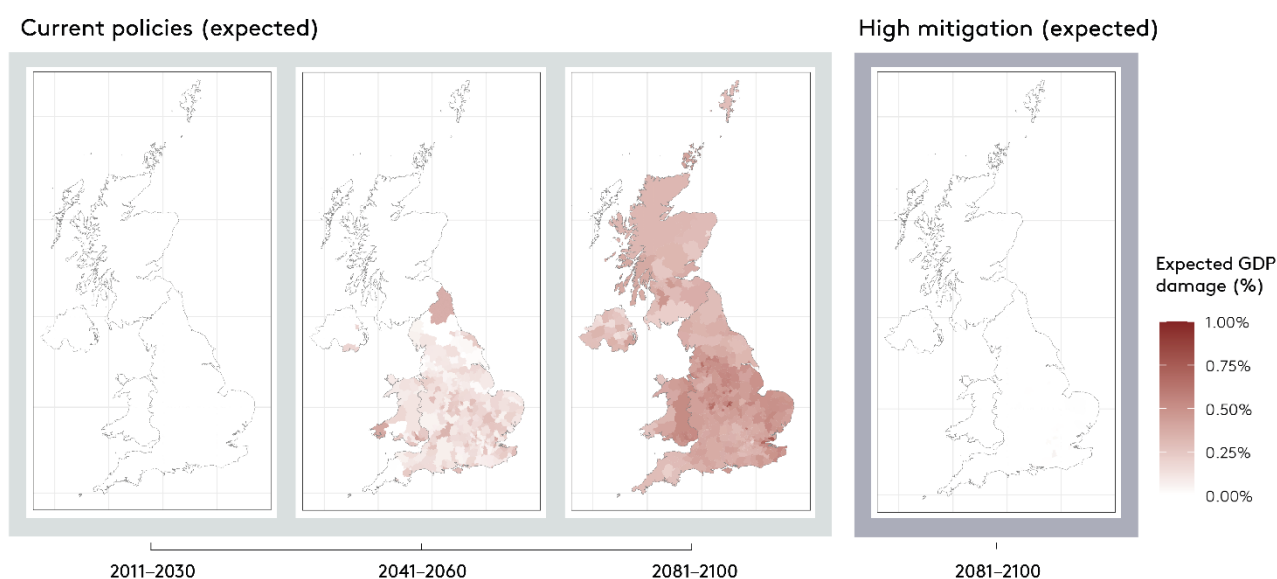 Current policies (expected)
High mitigation (expected)
Expected GDP
damage (%)
1.00%
0.75%
0.50%
0.25%
0.00%
2011–2030
2041–2060
2081–2100
2081–2100